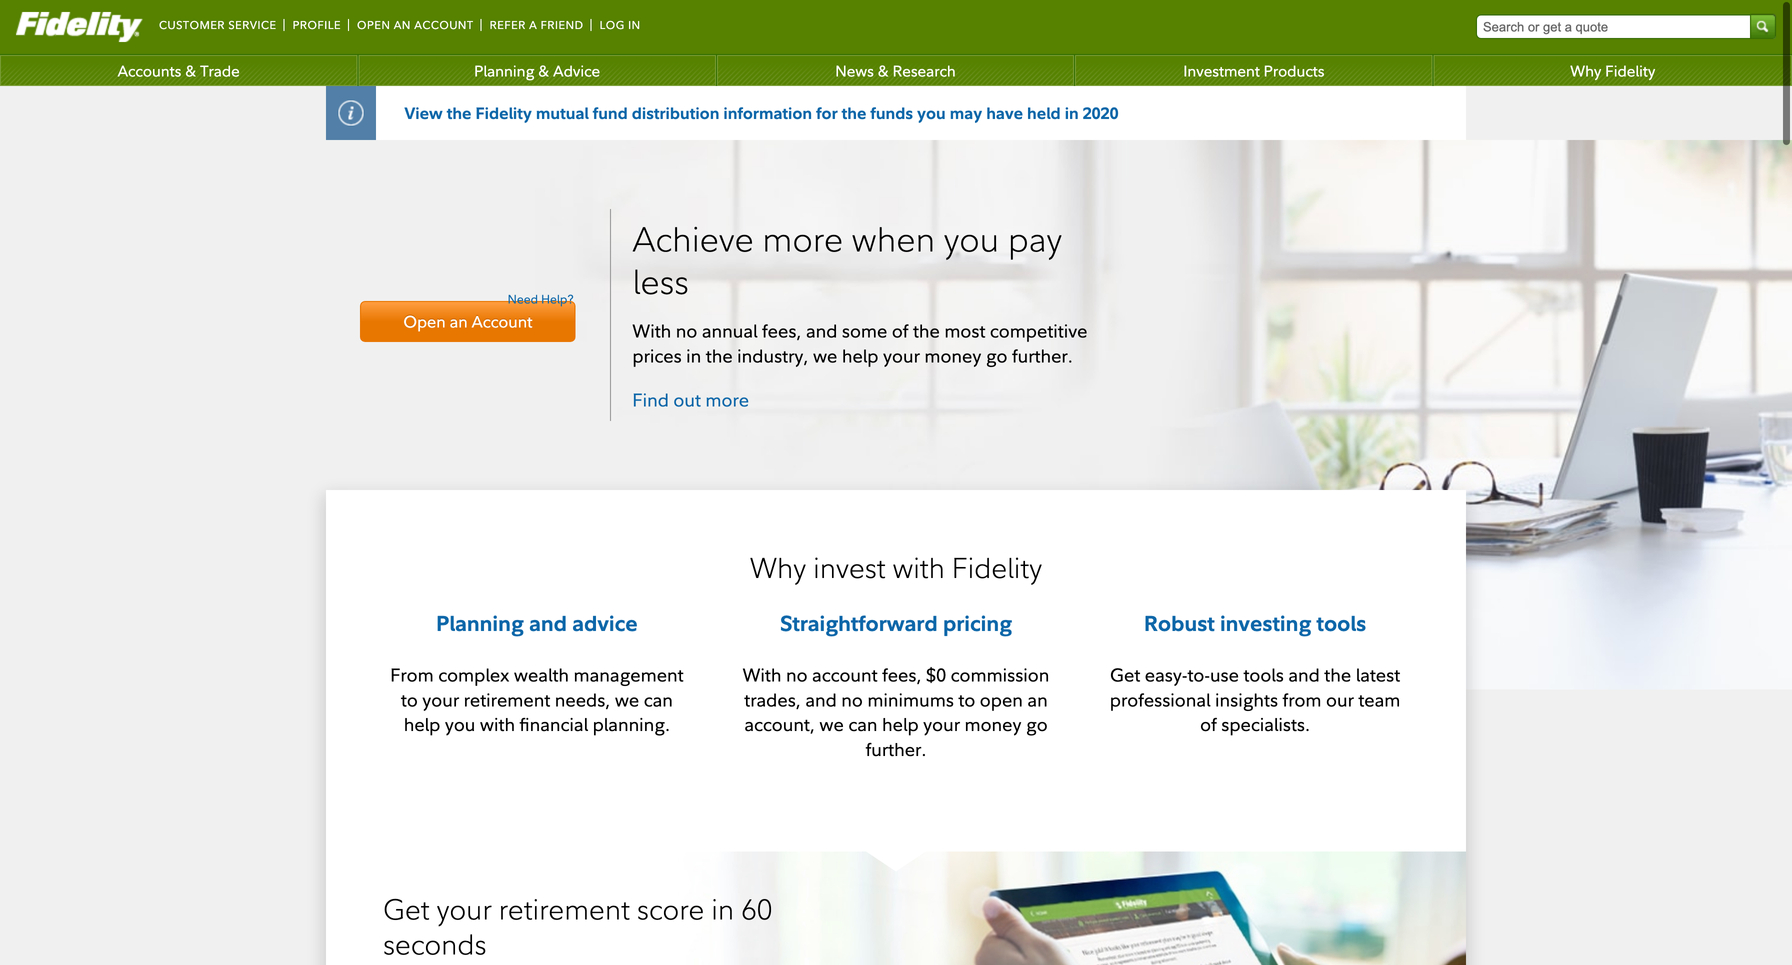 Fidelity
CUSTOMER SERVICE | PROFILE | OPEN AN ACCOUNT | REFER A FRIEND | LOG IN
Search or get a quote
Accounts & Trade
Planning & Advice
News & Research
Investment Products
Why Fidelity
i
View the Fidelity mutual fund distribution information for the funds you may have held in 2020
Need Help?
Open an Account
Achieve more when you pay
less
With no annual fees, and some of the most competitive
prices in the industry, we help your money go further.
Find out more
Why invest with Fidelity
Planning and advice
From complex wealth management
to your retirement needs, we can
help you with financial planning.
Straightforward pricing
With no account fees, $0 commission
trades, and no minimums to open an
account, we can help your money go
further.
Robust investing tools
Get easy-to-use tools and the latest
professional insights from our team
of specialists.
Get your retirement score in 60
seconds
Fidelity